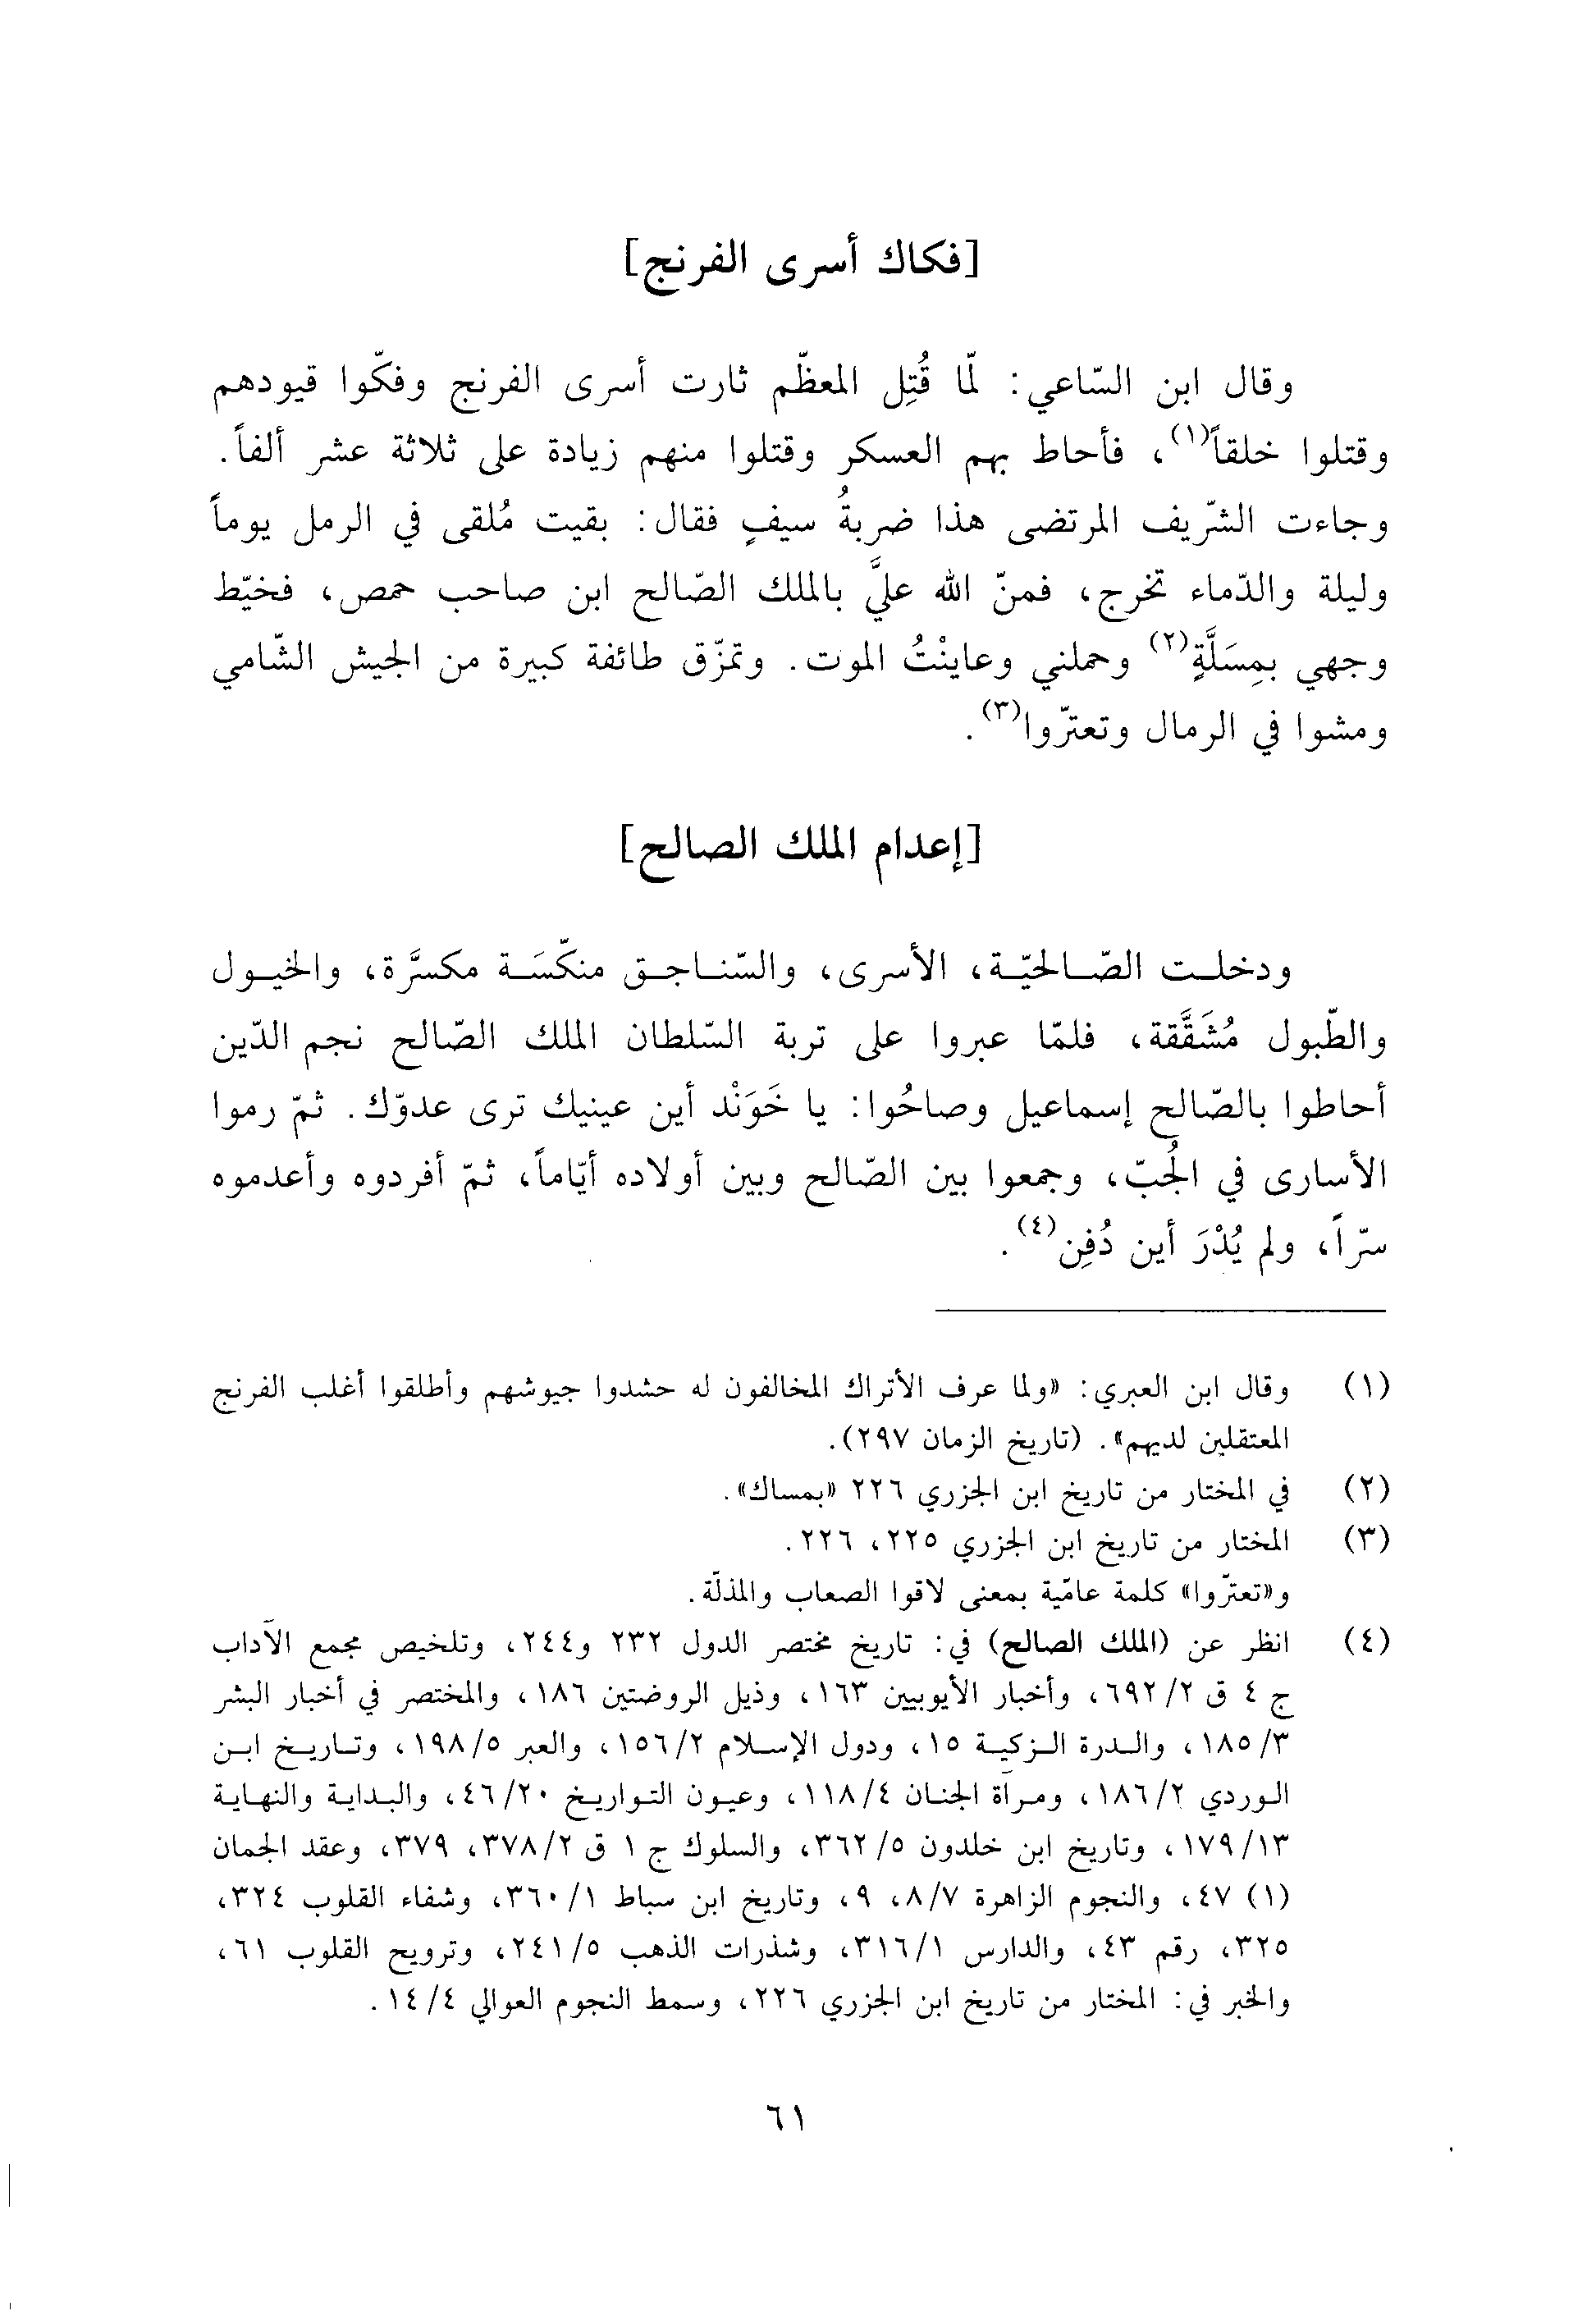 [فكاك أسرى الفرنج]
وقال ابن السّاعي: لمّا قُتِل المعظّم ثارت أسرى الفرنج وفكّوا قيودهم
وقتلوا خلقاً(١)، فأحاط بهم العسكر وقتلوا منهم زيادة على ثلاثة عشر ألفاً.
وجاءت الشّريف المرتضى هذا ضربةُ سيفٍ فقال: بقيت مُلقى في الرمل يوماً
وليلة والدّماء تخرج، فمنّ الله عليَّ بالملك الصّالح ابن صاحب حمص، فخيّط
وجهي بمِسَلَّةٍ(٢) وحملني وعاينْتُ الموت. وتمزّق طائفة كبيرة من الجيش الشّامي
ومشوا في الرمال وتعترّوا(٣).
[إعدام الملك الصالح]
ودخلت الصّالحيّة، الأسرى، والسّناجق منكّسَة مكسرَّة، والخيول
والطّبول مُشَقَّقة، فلمّا عبروا على تربة السّلطان الملك الصّالح نجم الدّين
أحاطوا بالصّالح إسماعيل وصاحُوا: يا خَوَنْد أين عينيك ترى عدوّك. ثمّ رموا
الأسارى في الجُبّ، وجمعوا بين الصّالح وبين أولاده أيّاماً، ثمّ أفردوه وأعدموه
سرّاً، ولم يُدْرَ أين دُفِن(٤).
(١) وقال ابن العبري: «ولما عرف الأتراك المخالفون له حشدوا جيوشهم وأطلقوا أغلب الفرنج
المعتقلين لديهم». (تاريخ الزمان ٢٩٧).
(٢) في المختار من تاريخ ابن الجزري ٢٢٦ «بمساك».
(٣) المختار من تاريخ ابن الجزري ٢٢٥، ٢٢٦.
و«تعترّوا» كلمة عامّية بمعنى لاقوا الصعاب والمذلّة.
(٤) انظر عن (الملك الصالح) في: تاريخ مختصر الدول ٢٣٢ و٢٤٤، وتلخيص مجمع الآداب
ج ٤ ق ٢/ ٦٩٢، وأخبار الأيوبيين ١٦٣، وذيل الروضتين ١٨٦، والمختصر في أخبار البشر
٣/ ١٨٥، والدرة الزكية ١٥، ودول الإسلام ٢/ ١٥٦، والعبر ٥/ ١٩٨، وتاريخ ابن
الوردي ٢/ ١٨٦، ومرآة الجنان ٤/ ١١٨، وعيون التواريخ ٢٠/ ٤٦، والبداية والنهاية
١٣/ ١٧٩، وتاريخ ابن خلدون ٥/ ٣٦٢، والسلوك ج ١ ق ٢/ ٣٧٨، ٣٧٩، وعقد الجمان
(١) ٤٧، والنجوم الزاهرة ٧/ ٨، ٩، وتاريخ ابن سباط ١/ ٣٦٠، وشفاء القلوب ٣٢٤،
٣٢٥، رقم ٤٣، والدارس ١/ ٣١٦، وشذرات الذهب ٥/ ٢٤١، وترويح القلوب ٦١،
والخبر في: المختار من تاريخ ابن الجزري ٢٢٦، وسمط النجوم العوالي ٤/ ١٤.
٦١